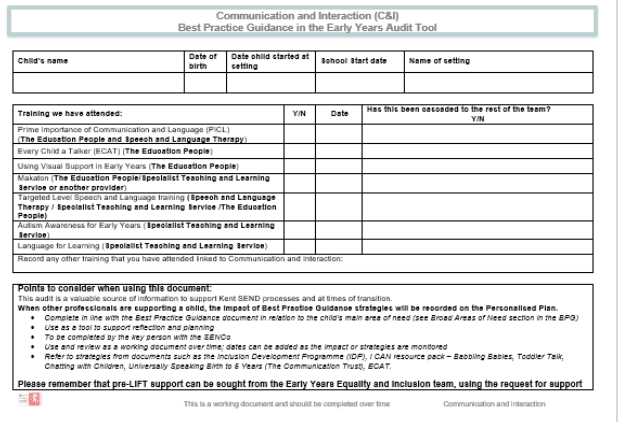 Communication and Interaction (C&I)
Best Practice Guidance in the Early Years Audit Tool
Child's name
Date of
birth
Date child started at
setting
School Start date
Name of setting
Training we have attended:
Y/N
Date
Has this been cascaded to the rest of the team?
Y/N
Prime Importance of Communication and Language (PICL)
(The Education People and Speech and Language Therapy)
Every Child a Talker (ECAT) (The Education People)
Using Visual Support in Early Years (The Education People)
Makaton (The Education People/Specialist Teaching and Learning
Service or another provider)
Targeted Level Speech and Language training (Speech and Language
Therapy / Specialist Teaching and Learning Service /The Education
People)
Autism Awareness for Early Years (Specialist Teaching and Learning
Service)
Language for Learning (Specialist Teaching and Learning Service)
Record any other training that you have attended linked to Communication and Interaction:
Points to consider when using this document:
This audit is a valuable source of information to support Kent SEND processes and at times of transition.
When other professionals are supporting a child, the impact of Best Practice Guidance strategies will be recorded on the Personalised Plan.
• Complete in line with the Best Practice Guidance document in relation to the child's main area of need (see Broad Areas of Need section in the BPG)
• Use as a tool to support reflection and planning
• To be completed by the key person with the SENCo
• Use and review as a working document over time; dates can be added as the impact or strategies are monitored
• Refer to strategies from documents such as the Inclusion Development Programme (IDP), I CAN resource pack – Babbling Babies, Toddler Talk,
Chatting with Children, Universally Speaking Birth to 5 Years (The Communication Trust), ECAT.
Please remember that pre-LIFT support can be sought from the Early Years Equality and Inclusion team, using the request for support
This is a working document and should be completed over time
Communication and Interaction